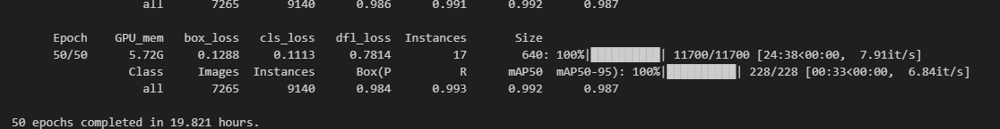 all 7265 9140 0.986 0.991 0.992 0.987
Epoch GPU_mem box_loss cls_loss dfl_loss Instances Size
50/50 5.72G 0.1288 0.1113 0.7814 17 640: 100%|██████████| 11700/11700 [24:38<00:00, 7.91it/s]
Class Images Instances Box(P R mAP50 mAP50-95): 100%|██████████| 228/228 [00:33<00:00, 6.84it/s]
all 7265 9140 0.984 0.993 0.992 0.987
50 epochs completed in 19.821 hours.